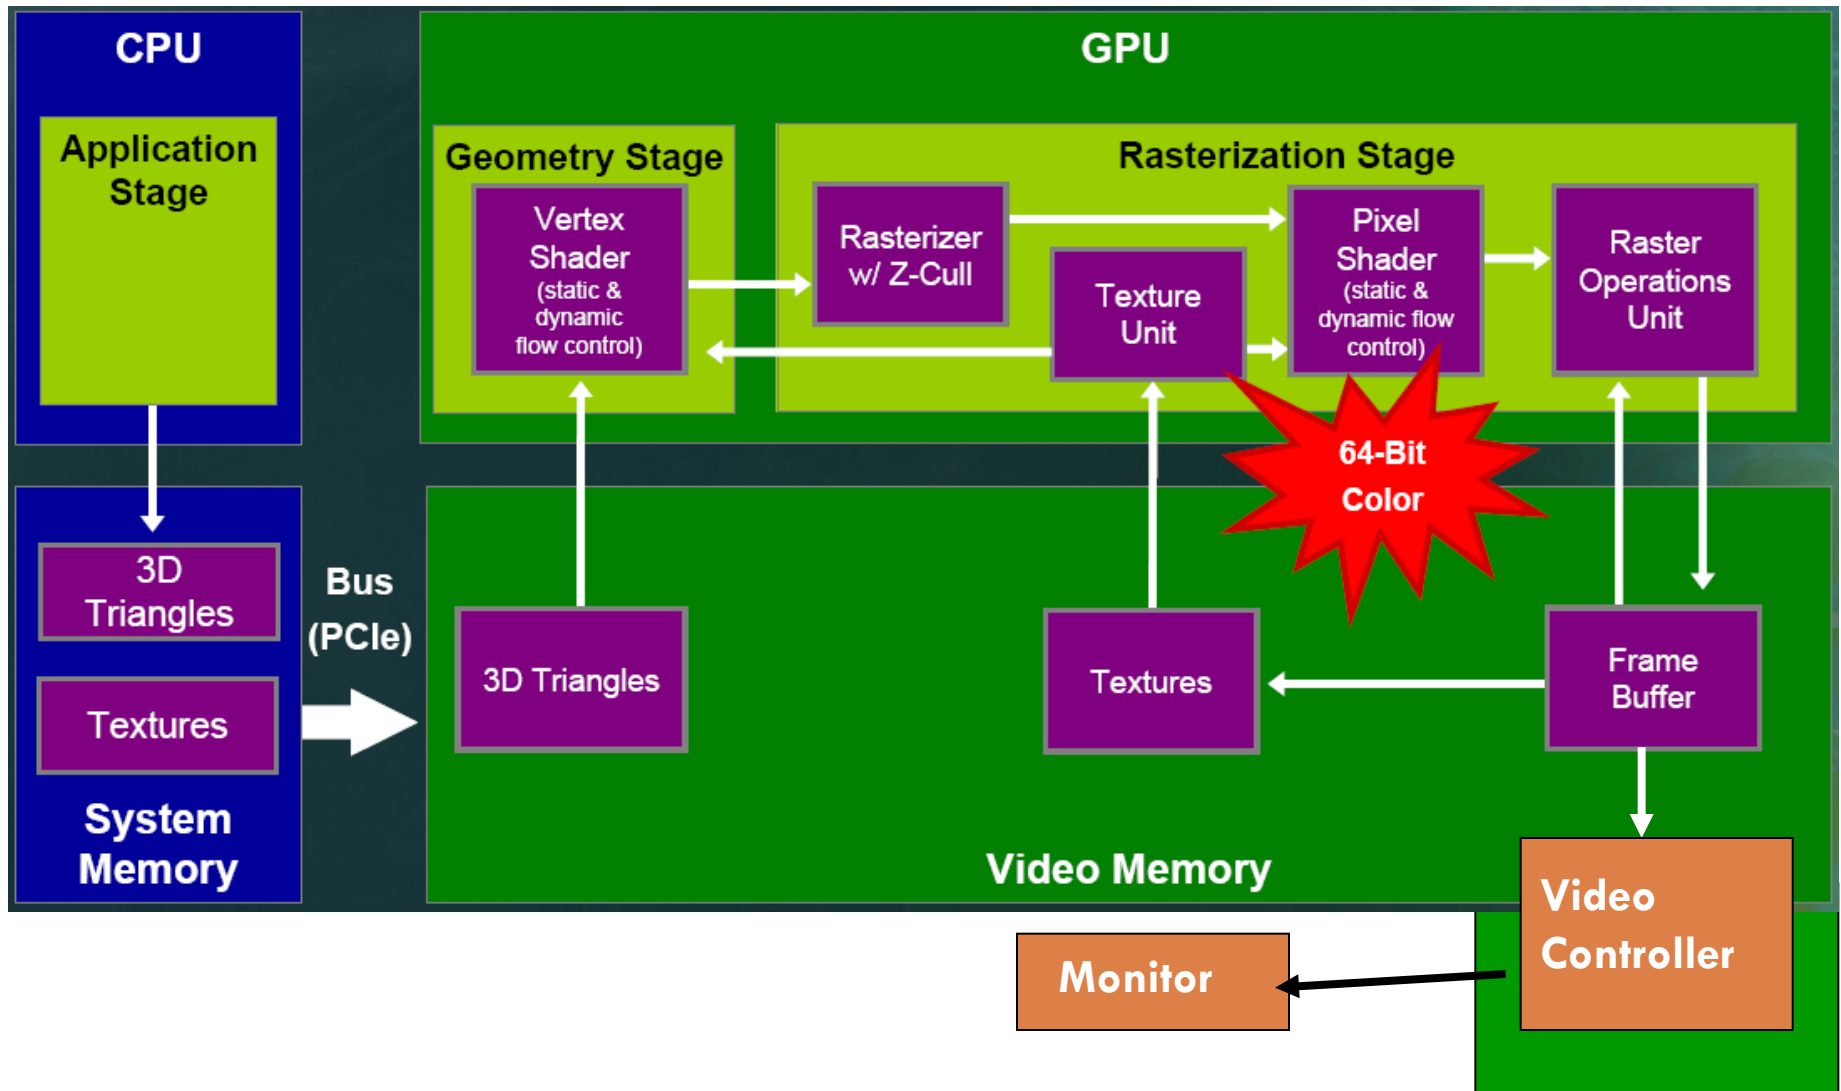 CPU
Application
Stage
3D
Triangles
Textures
System
Memory
Bus
(PCIe)
GPU
Geometry Stage
Vertex
Shader
(static &
dynamic
flow control)
Rasterization Stage
Rasterizer
w/ Z-Cull
Texture
Unit
Pixel
Shader
(static &
dynamic flow
control)
Raster
Operations
Unit
64-Bit
Color
3D Triangles
Textures
Frame
Buffer
Video Memory
Video
Controller
Monitor